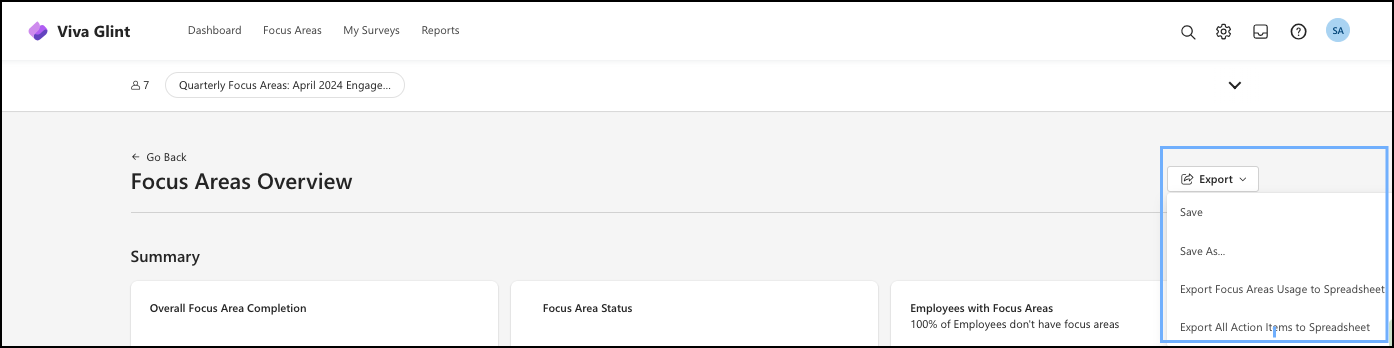 Viva Glint
Dashboard
Focus Areas
My Surveys
Reports
SA
7
Quarterly Focus Areas: April 2024 Engage...
← Go Back
Focus Areas Overview
Export
Save
Save As...
Export Focus Areas Usage to Spreadsheet
Export All Action Items to Spreadsheet
Summary
Overall Focus Area Completion
Focus Area Status
Employees with Focus Areas
100% of Employees don't have focus areas